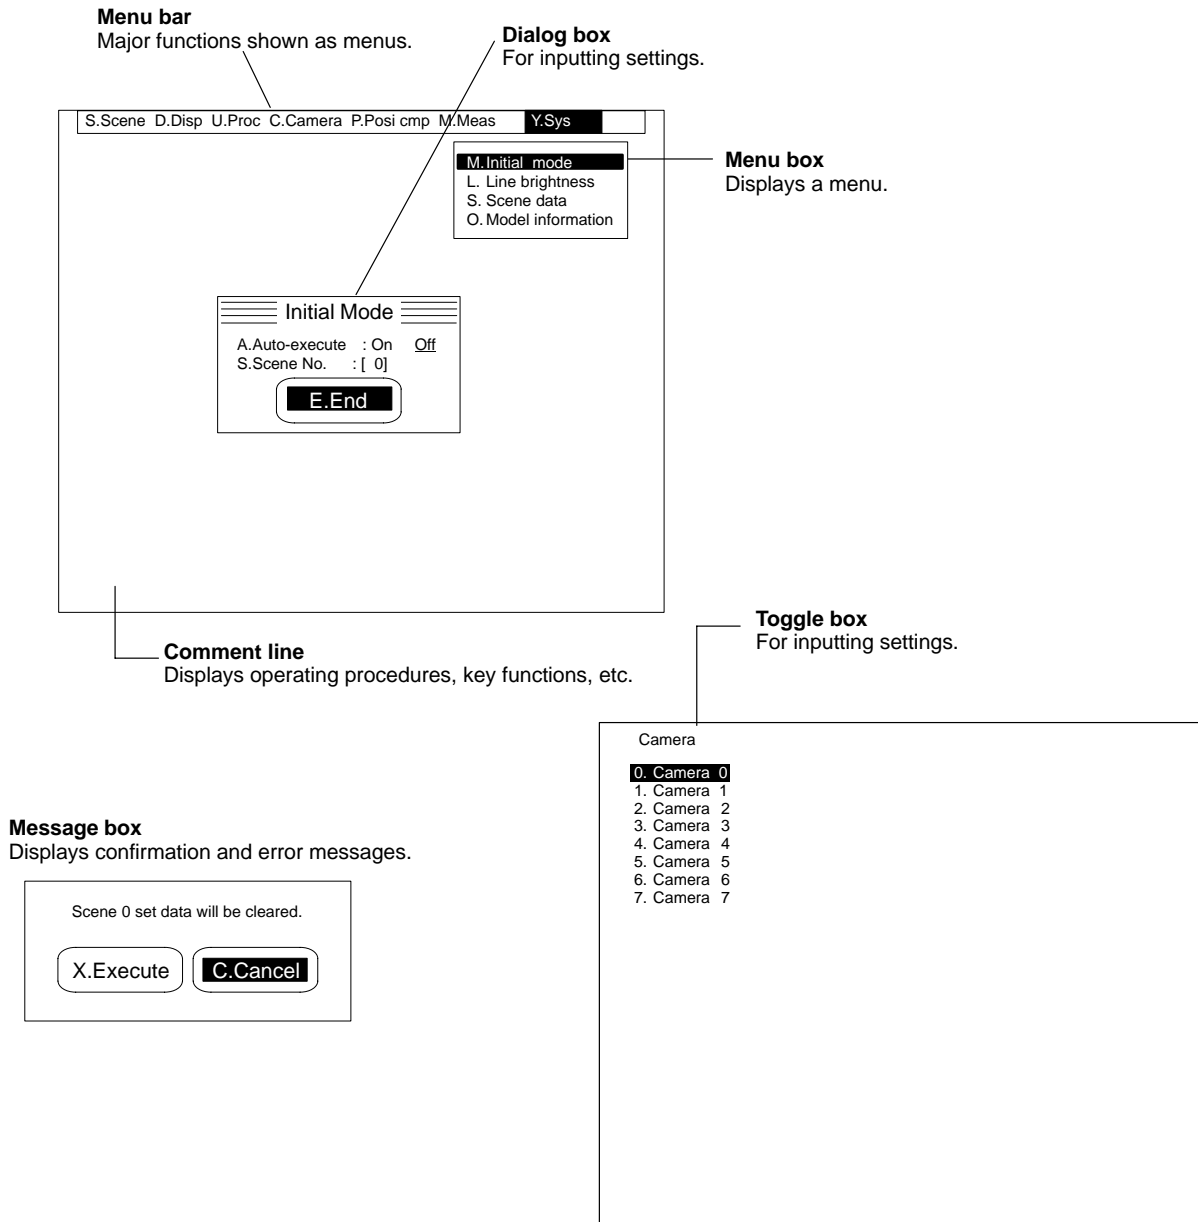 Menu bar
Major functions shown as menus.
Dialog box
For inputting settings.
S.Scene D.Disp U.Proc C.Camera P.Posi cmp M.Meas Y.Sys
M.Initial mode
L. Line brightness
S. Scene data
O.Model information
Menu box
Displays a menu.
Initial Mode
A.Auto-execute : On Off
S.Scene No. : [ 0]
E.End
Comment line
Displays operating procedures, key functions, etc.
Toggle box
For inputting settings.
Camera
0. Camera 0
1. Camera 1
2. Camera 2
3. Camera 3
4. Camera 4
5. Camera 5
6. Camera 6
7. Camera 7
Message box
Displays confirmation and error messages.
Scene 0 set data will be cleared.
X.Execute C.Cancel